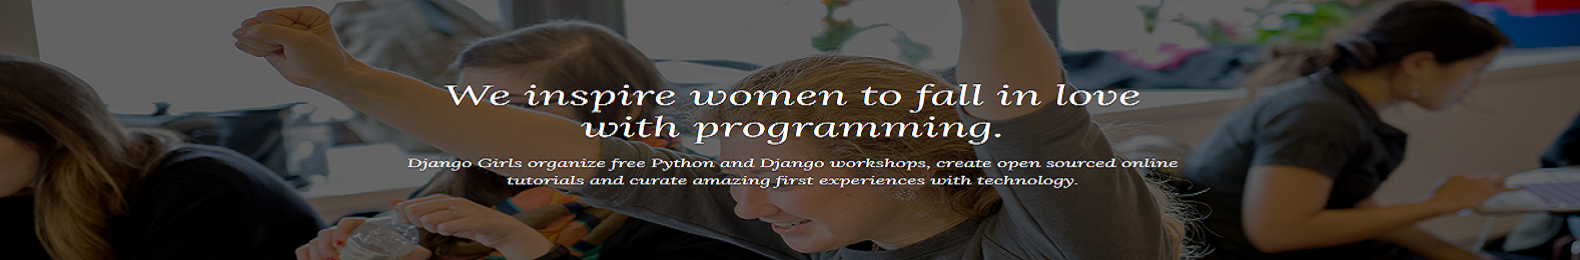 We inspire women to fall in love
with programming.
Django Girls organize free Python and Django workshops, create open sourced online
tutorials and curate amazing first experiences with technology.